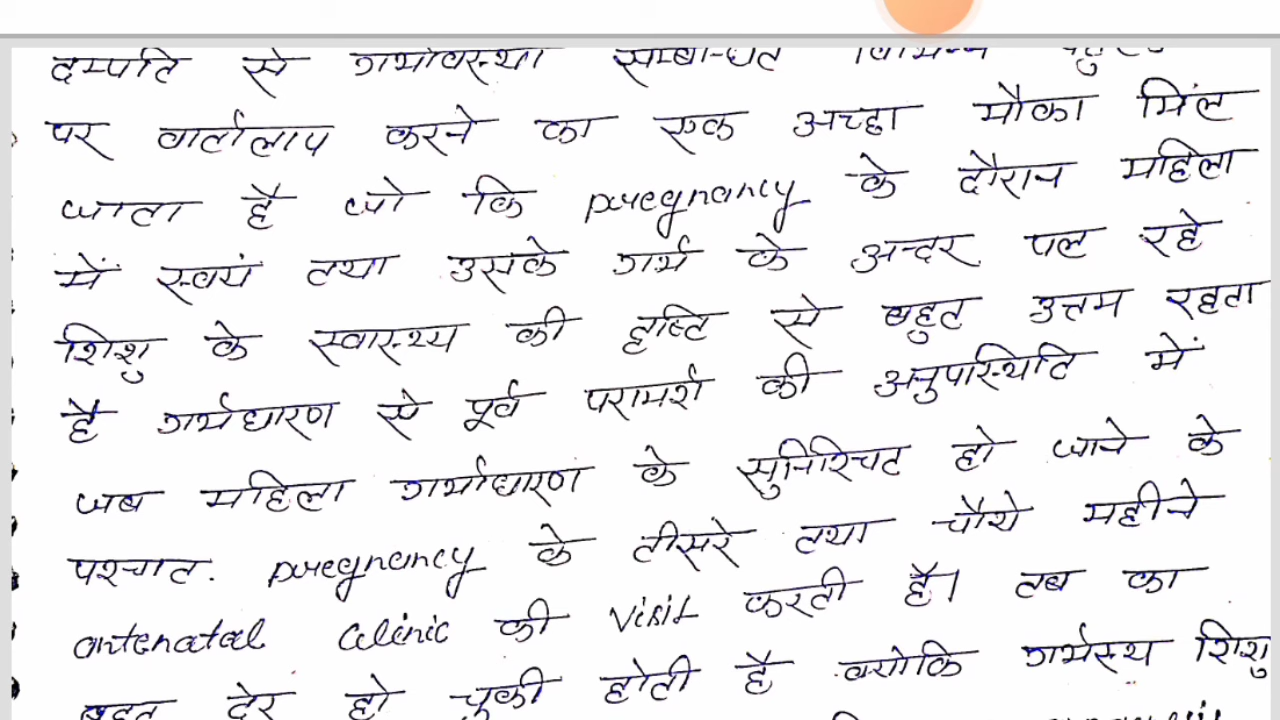 दम्पति से गर्भावस्था सम्बन्धित विभिन्न
पर वार्तालाप करने का एक अच्छा मौका मिल
जाता है जो कि pregnancy के दौरान महिला
में स्वयं तथा उसके गर्भ के अन्दर पल रहे
शिशु के स्वास्थ्य की दृष्टि से बहुत उत्तम रहता
है गर्भधारण से पूर्व परामर्श की अनुपस्थिति में
जब महिला गर्भाधारण के सुनिश्चित हो जाने के
पश्चात. pregnancy के तीसरे तथा चौथे महीने
antenatal clinic की visit करती है। तब का
बहुत देर हो चुकी होती है क्योकि गर्भस्थ शिशु